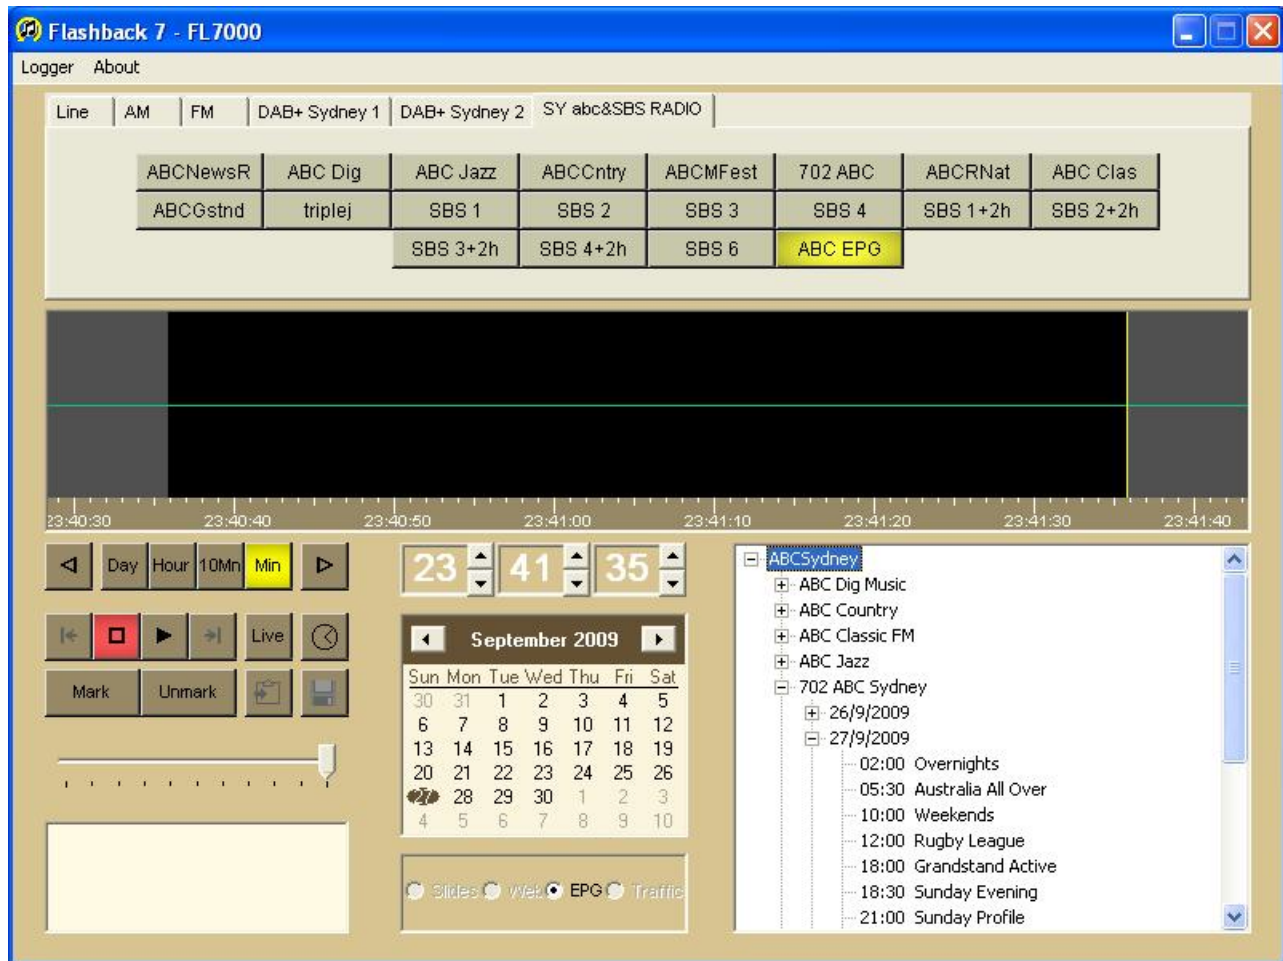 Flashback 7 - FL7000
Logger About
Line AM FM DAB+ Sydney 1 DAB+ Sydney 2 SY abc&SBS RADIO
ABCNewsR ABC Dig ABC Jazz ABCCntry ABCMFest 702 ABC ABCRNat ABC Clas
ABCGstnd triplej SBS 1 SBS 2 SBS 3 SBS 4 SBS 1+2h SBS 2+2h
SBS 3+2h SBS 4+2h SBS 6 ABC EPG
23:40:30 23:40:40 23:40:50 23:41:00 23:41:10 23:41:20 23:41:30 23:41:40
Day Hour 10Mn Min
23 41 35
Live
Mark Unmark
September 2009
Sun Mon Tue Wed Thu Fri Sat
30 31 1 2 3 4 5
6 7 8 9 10 11 12
13 14 15 16 17 18 19
20 21 22 23 24 25 26
27 28 29 30 1 2 3
4 5 6 7 8 9 10
Slides Web EPG Traffic
ABCSydney
ABC Dig Music
ABC Country
ABC Classic FM
ABC Jazz
702 ABC Sydney
26/9/2009
27/9/2009
02:00 Overnights
05:30 Australia All Over
10:00 Weekends
12:00 Rugby League
18:00 Grandstand Active
18:30 Sunday Evening
21:00 Sunday Profile